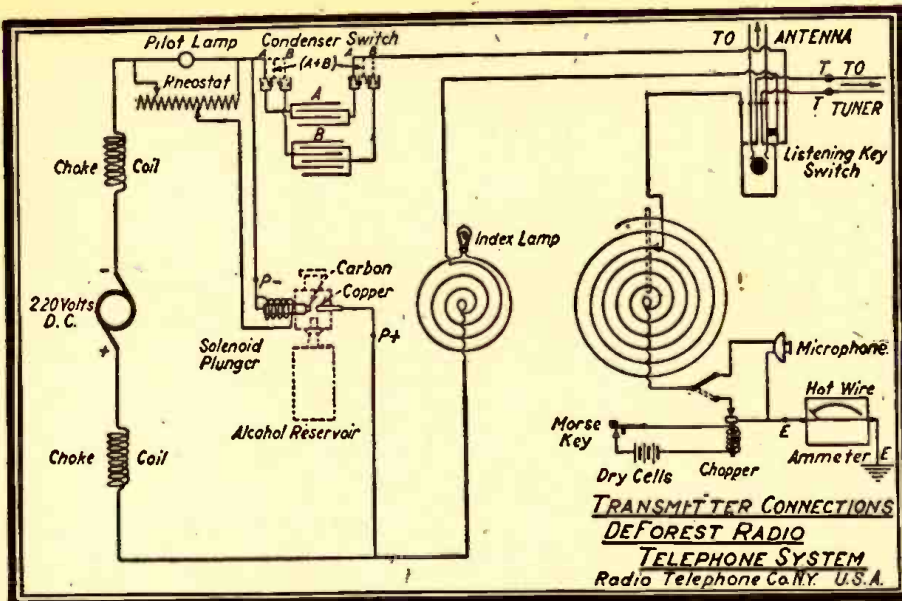 Pilot Lamp
Condenser Switch
A B
(A+B)
A B
Rheostat
A
B
TO ANTENNA
T TO
T TUNER
Listening Key
Switch
Choke Coil
Index Lamp
-
220 Volts
D.C.
+
P-
Carbon
Copper
P+
Solenoid
Plunger
Alcohol Reservoir
Microphone
Hot Wire
Morse
Key
E
Ammeter
E
Dry Cells
Chopper
Choke Coil
TRANSMITTER CONNECTIONS
DEFOREST RADIO
TELEPHONE SYSTEM
Radio Telephone Co. N.Y. U.S.A.